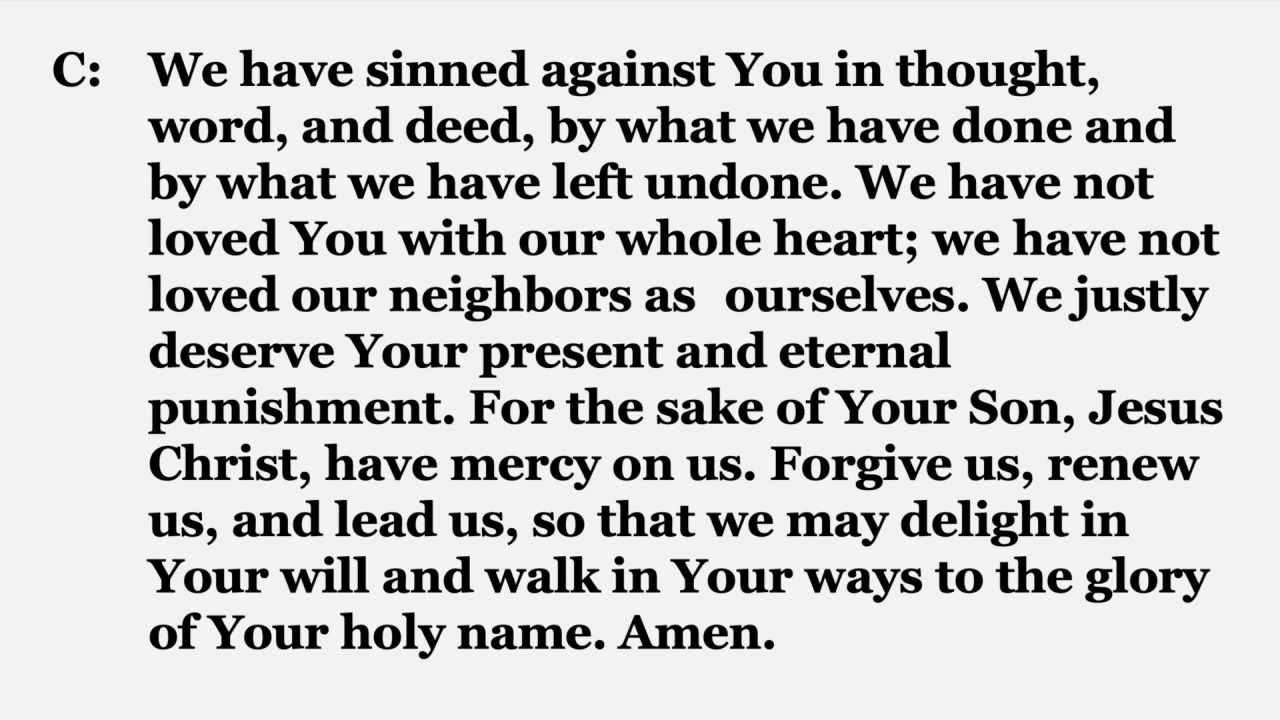 C: We have sinned against You in thought,
word, and deed, by what we have done and
by what we have left undone. We have not
loved You with our whole heart; we have not
loved our neighbors as ourselves. We justly
deserve Your present and eternal
punishment. For the sake of Your Son, Jesus
Christ, have mercy on us. Forgive us, renew
us, and lead us, so that we may delight in
Your will and walk in Your ways to the glory
of Your holy name. Amen.